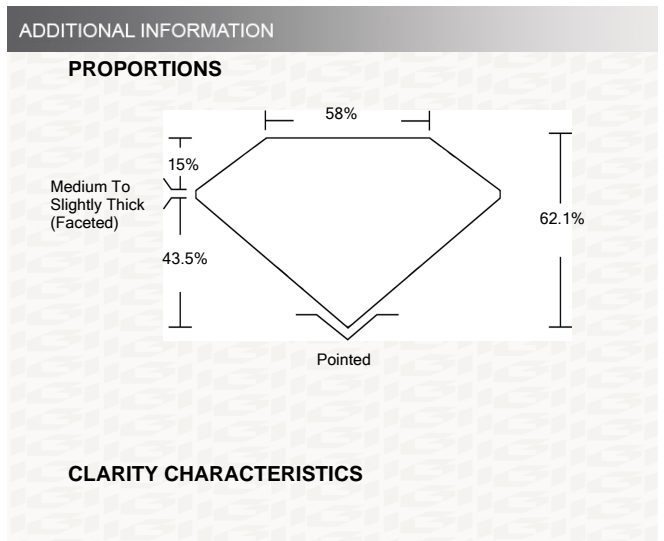 ADDITIONAL INFORMATION
PROPORTIONS
58%
15%
Medium To
Slightly Thick
(Faceted)
62.1%
43.5%
Pointed
CLARITY CHARACTERISTICS